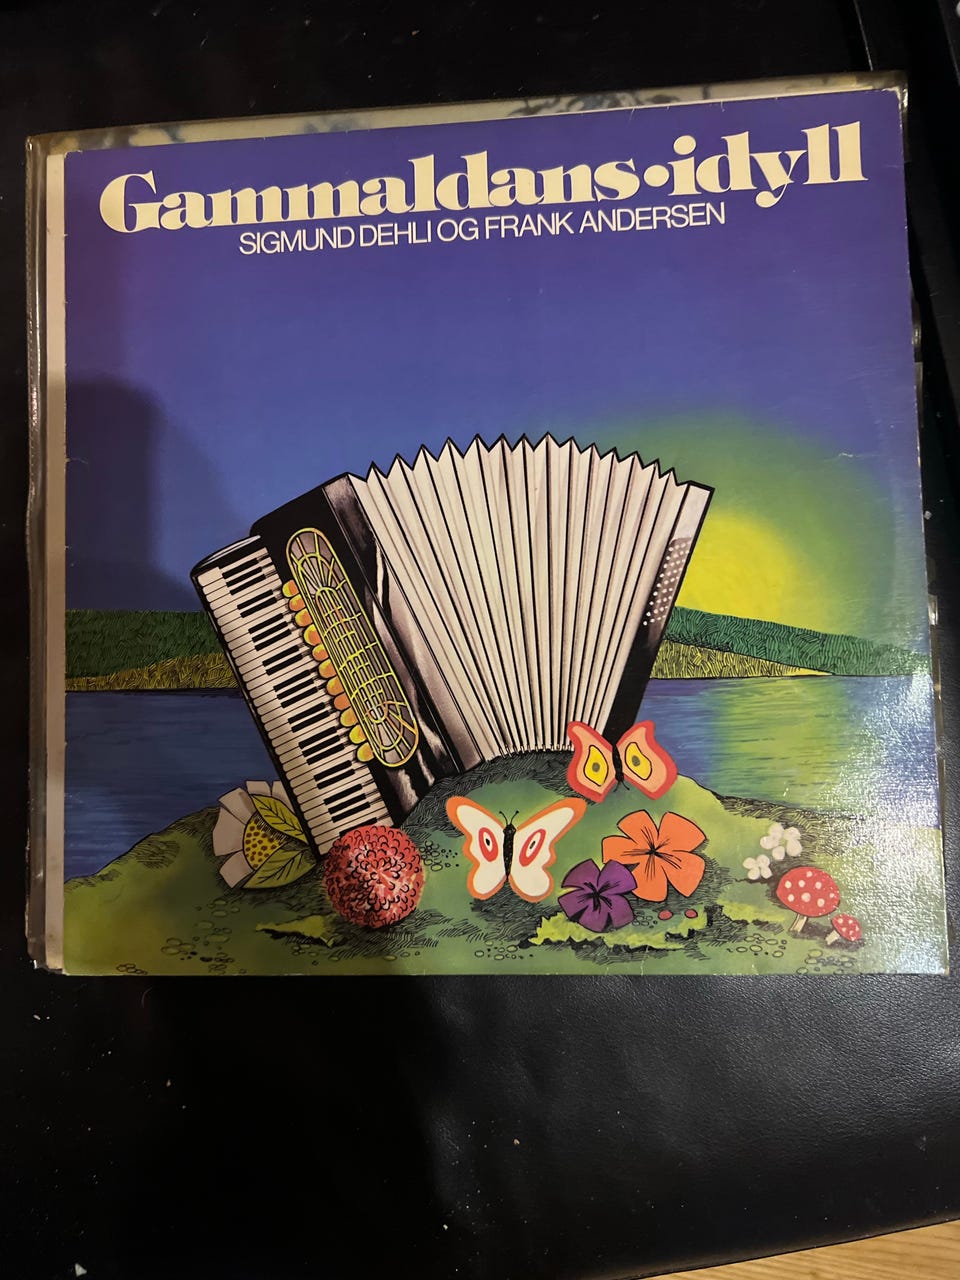 Gammaldans•idyll
SIGMUND DEHLI OG FRANK ANDERSEN